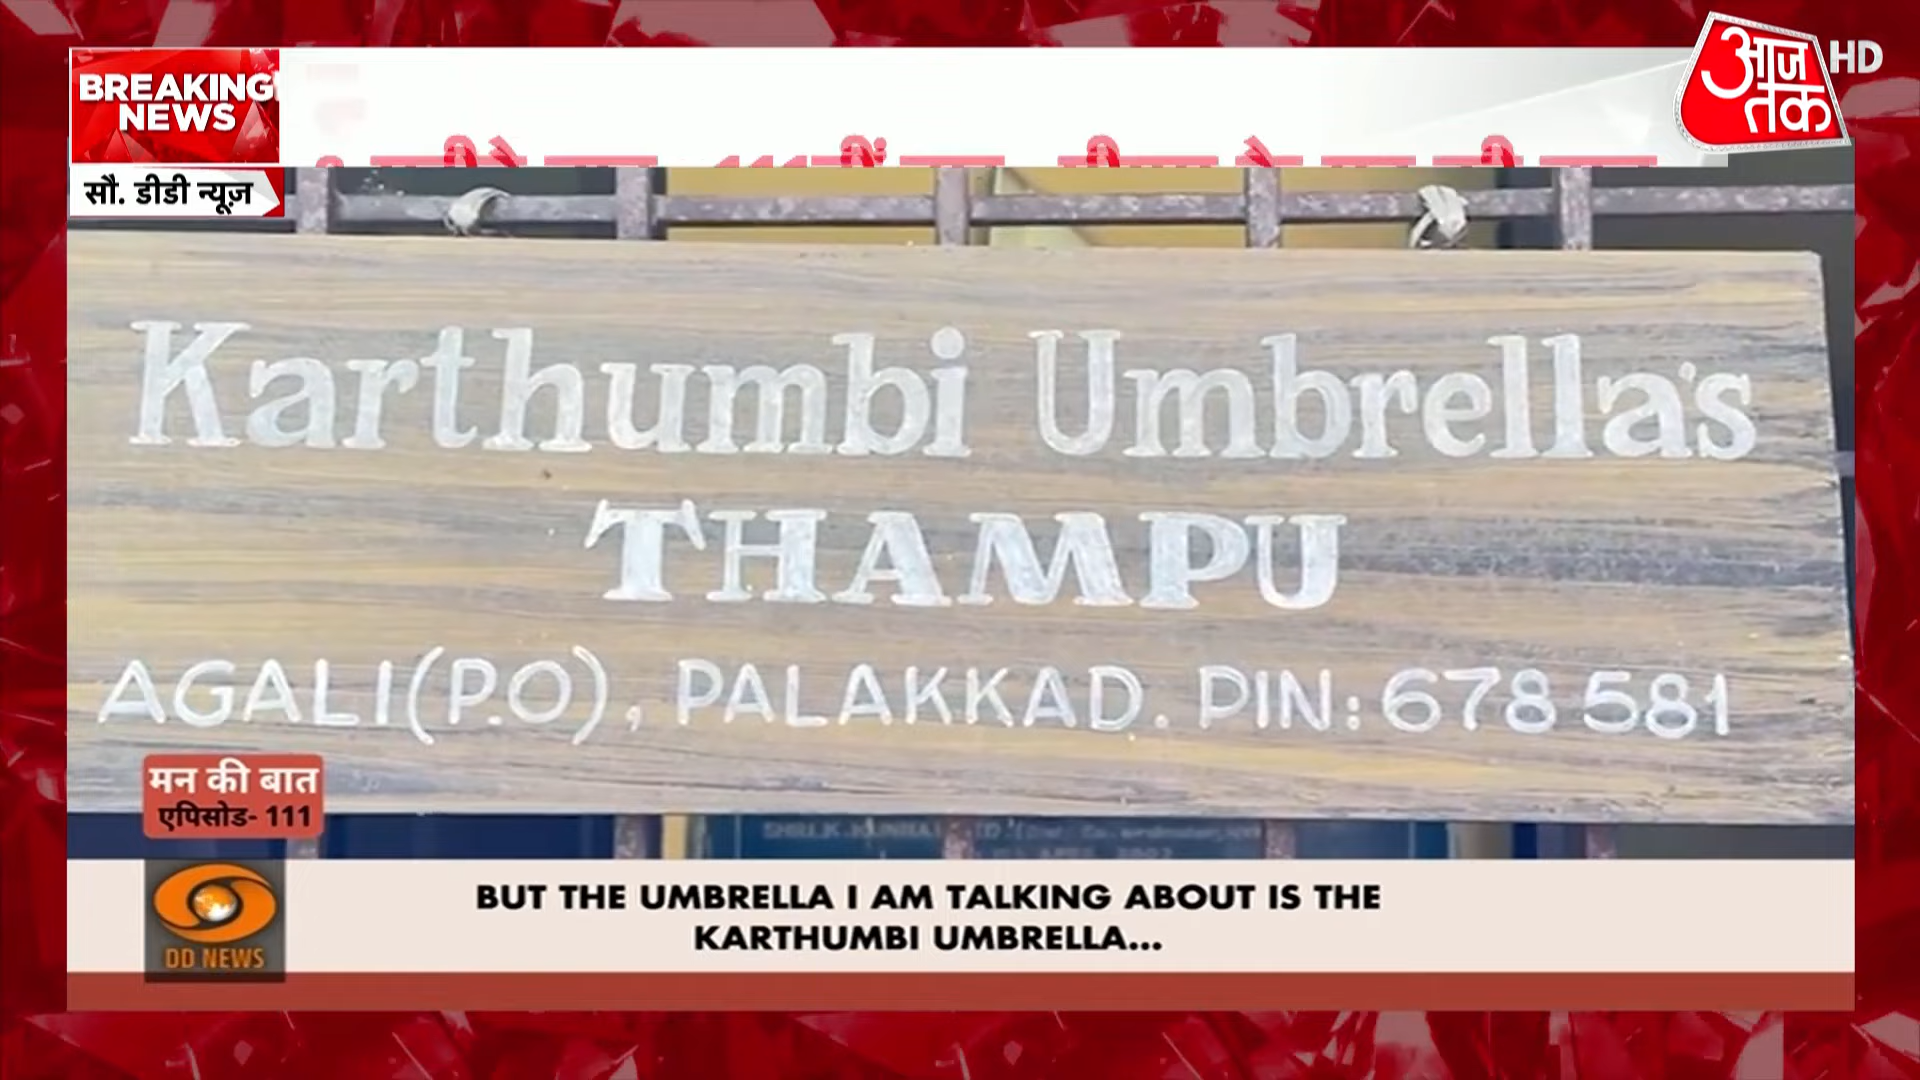 BREAKING
NEWS
आज
तक
HD
सौ. डीडी न्यूज़
Karthumbi Umbrella's
THAMPU
AGALI(P.O), PALAKKAD. PIN: 678 581
मन की बात
एपिसोड- 111
DD NEWS
BUT THE UMBRELLA I AM TALKING ABOUT IS THE
KARTHUMBI UMBRELLA...